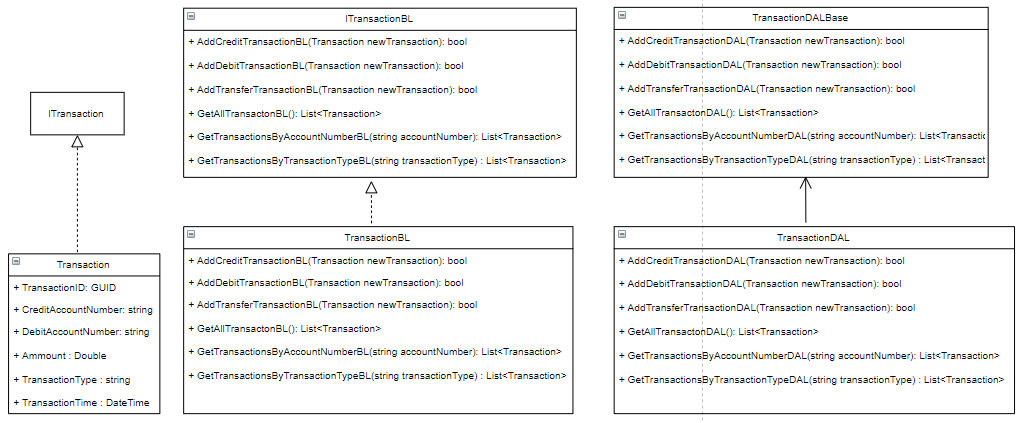 ITransaction
Transaction
+ TransactionID: GUID
+ CreditAccountNumber: string
+ DebitAccountNumber: string
+ Ammount : Double
+ TransactionType : string
+ TransactionTime : DateTime
ITransactionBL
+ AddCreditTransactionBL(Transaction newTransaction): bool
+ AddDebitTransactionBL(Transaction newTransaction): bool
+ AddTransferTransactionBL(Transaction newTransaction): bool
+ GetAllTransactonBL(): List<Transaction>
+ GetTransactionsByAccountNumberBL(string accountNumber): List<Transaction>
+ GetTransactionsByTransactionTypeBL(string transactionType) : List<Transaction>
TransactionBL
+ AddCreditTransactionBL(Transaction newTransaction): bool
+ AddDebitTransactionBL(Transaction newTransaction): bool
+ AddTransferTransactionBL(Transaction newTransaction): bool
+ GetAllTransactonBL(): List<Transaction>
+ GetTransactionsByAccountNumberBL(string accountNumber): List<Transaction>
+ GetTransactionsByTransactionTypeBL(string transactionType) : List<Transaction>
TransactionDALBase
+ AddCreditTransactionDAL(Transaction newTransaction): bool
+ AddDebitTransactionDAL(Transaction newTransaction): bool
+ AddTransferTransactionDAL(Transaction newTransaction): bool
+ GetAllTransactonDAL(): List<Transaction>
+ GetTransactionsByAccountNumberDAL(string accountNumber): List<Transactic
+ GetTransactionsByTransactionTypeDAL(string transactionType) : List<Transact
TransactionDAL
+ AddCreditTransactionDAL(Transaction newTransaction): bool
+ AddDebitTransactionDAL(Transaction newTransaction): bool
+ AddTransferTransactionDAL(Transaction newTransaction): bool
+ GetAllTransactonDAL(): List<Transaction>
+ GetTransactionsByAccountNumberDAL(string accountNumber): List<Transaction>
+ GetTransactionsByTransactionTypeDAL(string transactionType) : List<Transaction>